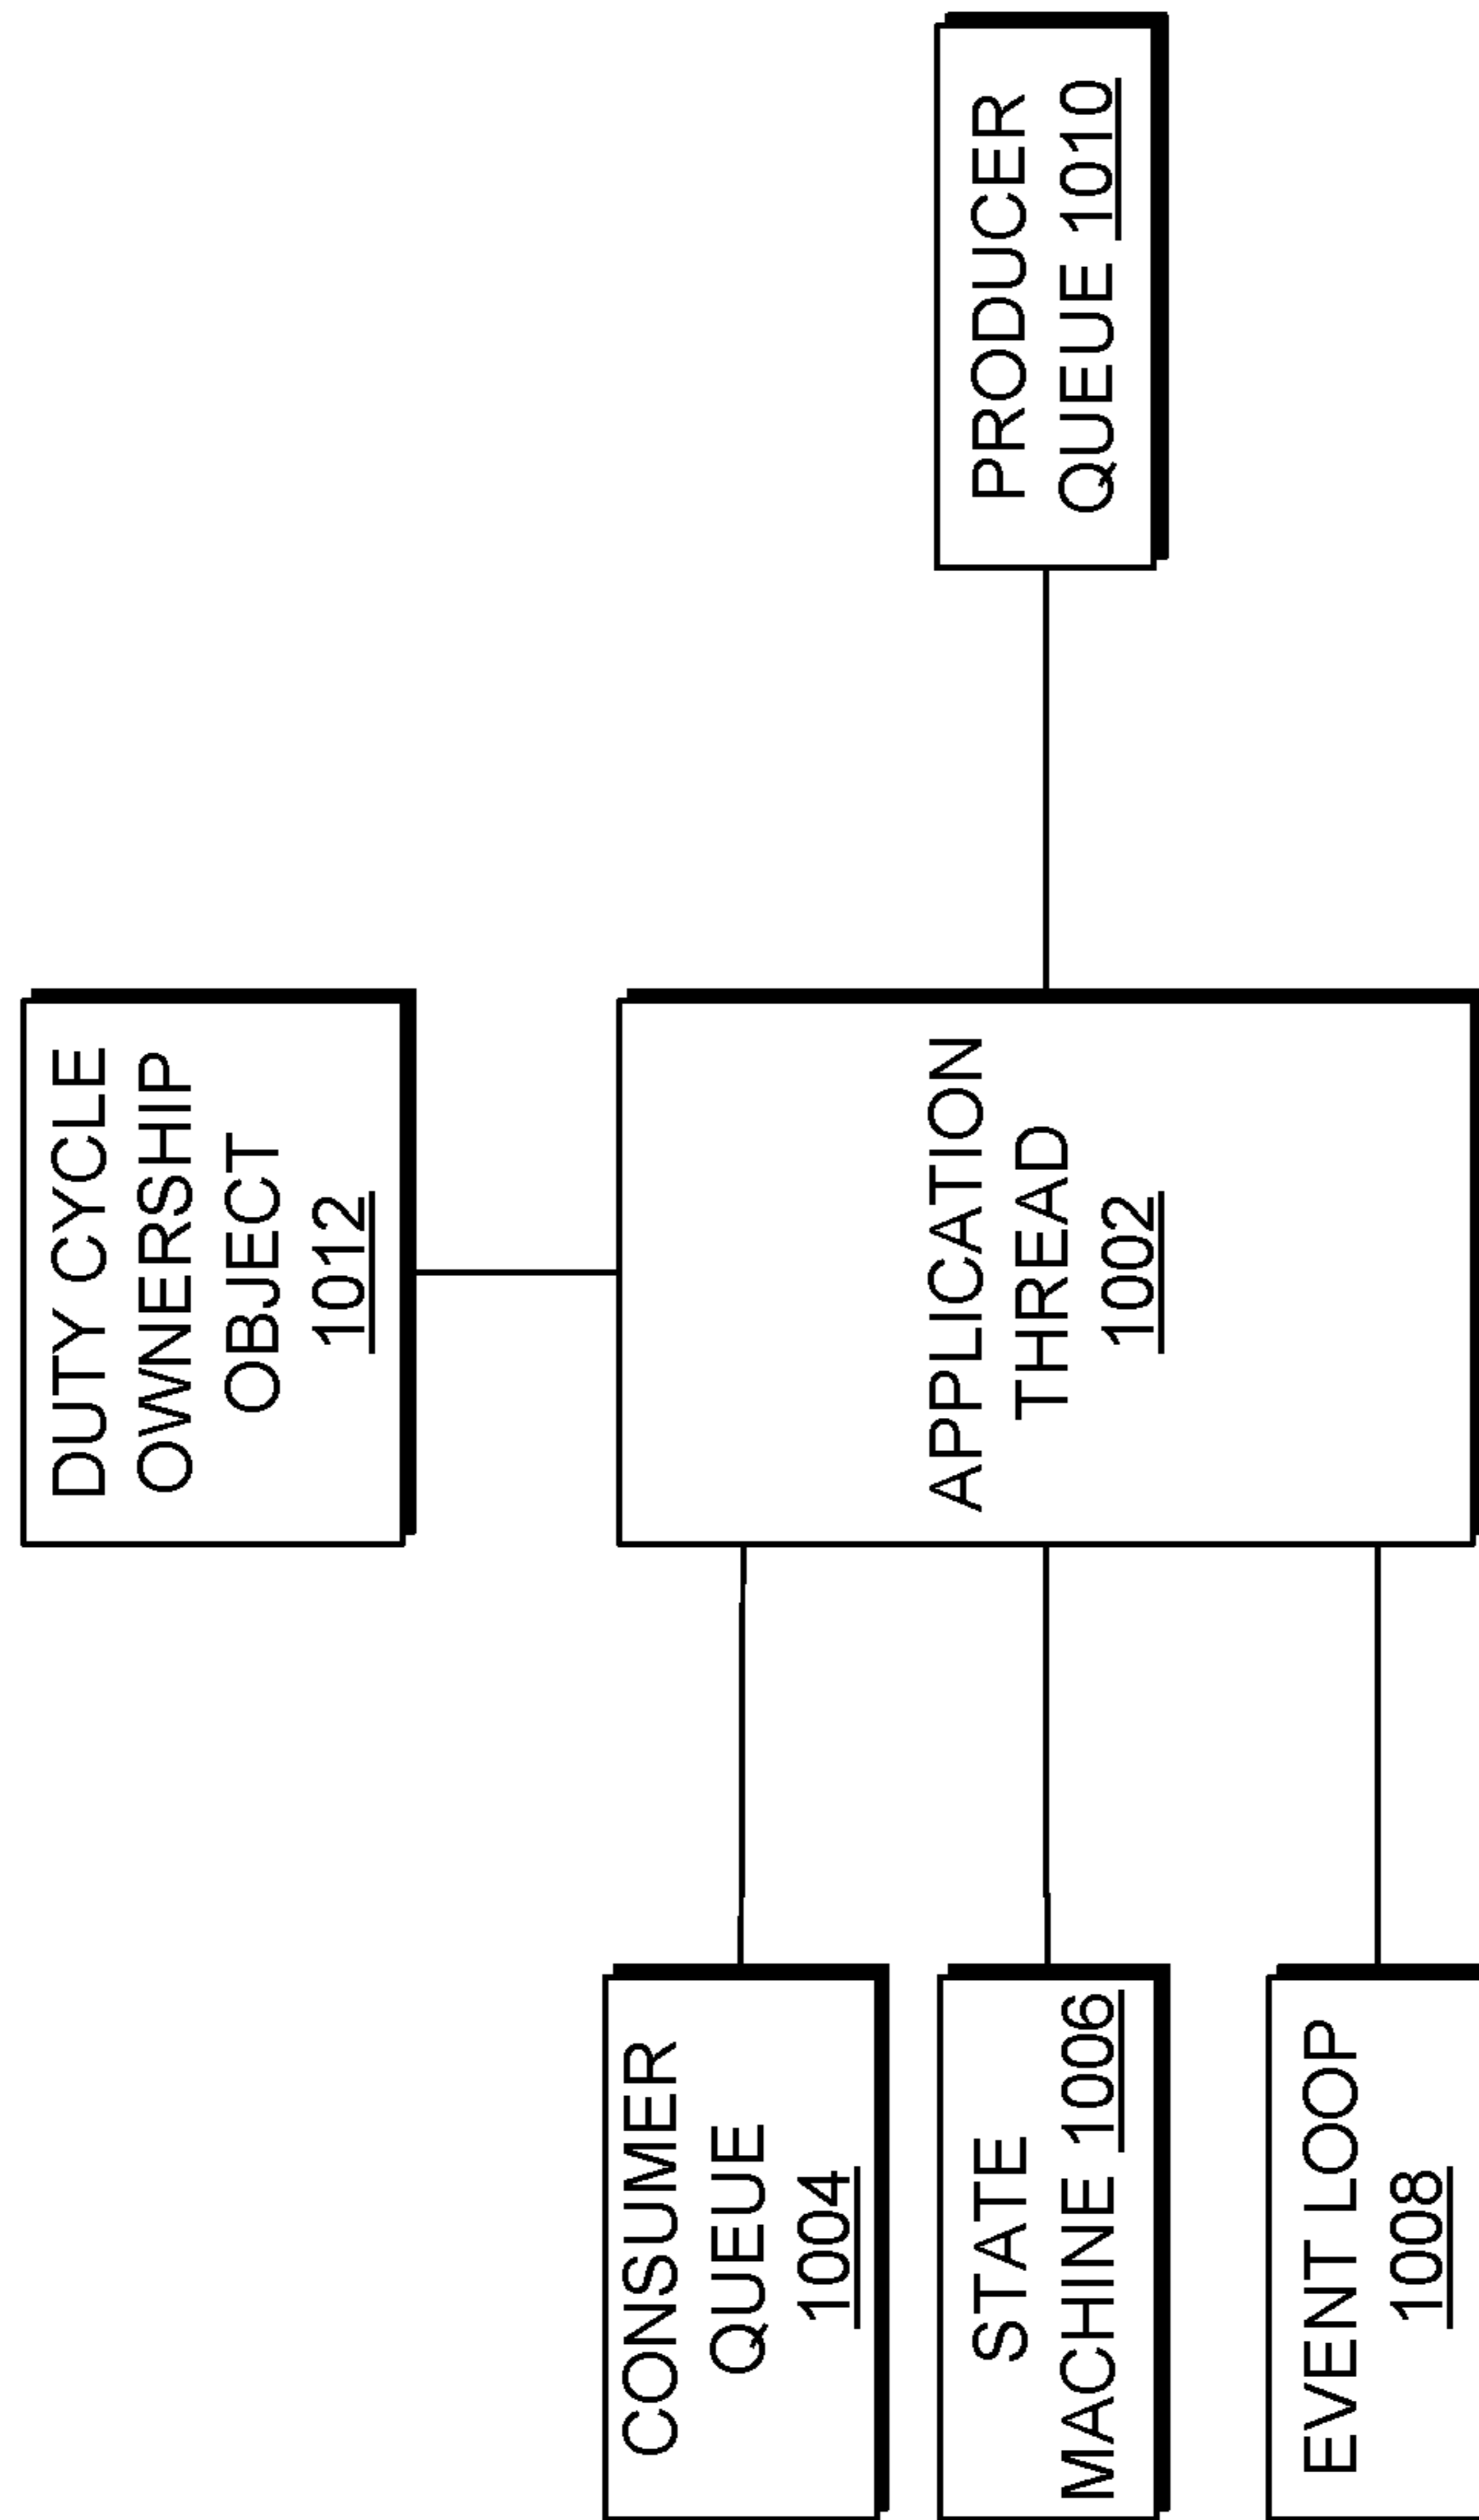 DUTY CYCLE
OWNERSHIP
OBJECT
1012
CONSUMER
QUEUE
1004
APPLICATION
THREAD
1002
STATE
MACHINE 1006
PRODUCER
QUEUE 1010
EVENT LOOP
1008